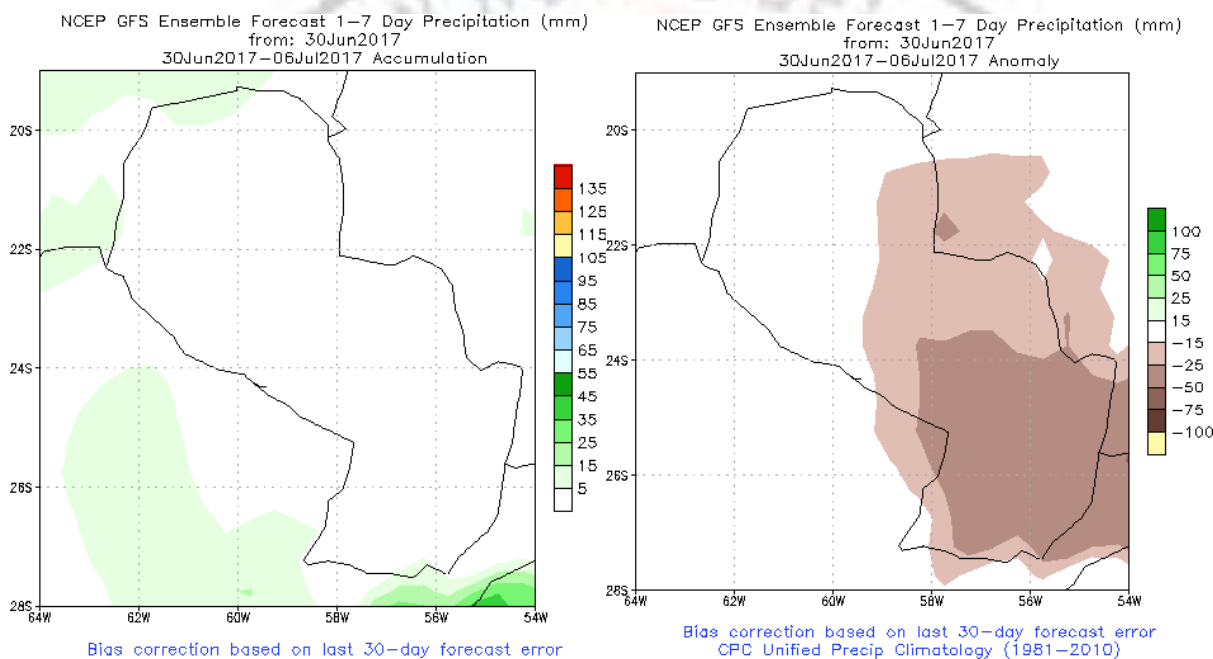 NCEP GFS Ensemble Forecast 1–7 Day Precipitation (mm)
from: 30Jun2017
30Jun2017–06Jul2017 Accumulation
20S
22S
24S
26S
28S
64W
62W
60W
58W
56W
54W
135
125
115
105
95
85
75
65
55
45
35
25
15
5
Bias correction based on last 30–day forecast error
NCEP GFS Ensemble Forecast 1–7 Day Precipitation (mm)
from: 30Jun2017
30Jun2017–06Jul2017 Anomaly
20S
22S
24S
26S
28S
64W
62W
60W
58W
56W
54W
100
75
50
25
15
−15
−25
−50
−75
−100
Bias correction based on last 30–day forecast error
CPC Unified Precip Climatology (1981–2010)